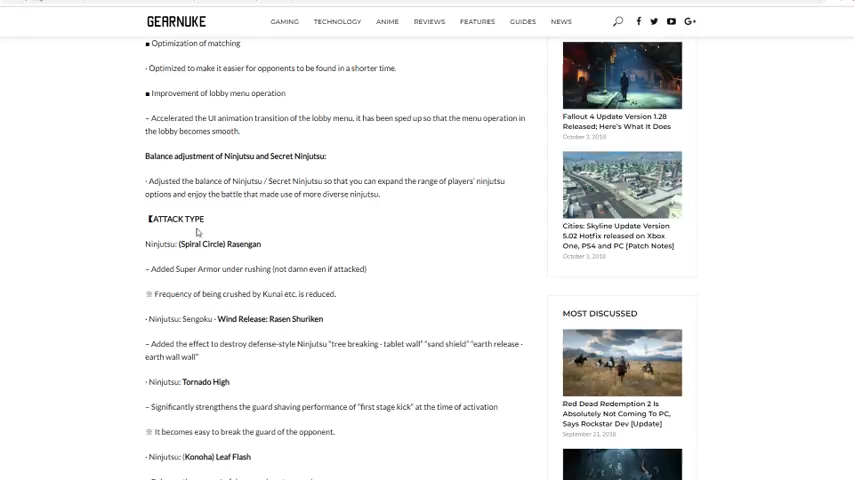 GEARNUKE
GAMING TECHNOLOGY ANIME REVIEWS FEATURES GUIDES NEWS
■ Optimization of matching
· Optimized to make it easier for opponents to be found in a shorter time.
■ Improvement of lobby menu operation
– Accelerated the UI animation transition of the lobby menu, it has been sped up so that the menu operation in
the lobby becomes smooth.
Balance adjustment of Ninjutsu and Secret Ninjutsu:
· Adjusted the balance of Ninjutsu / Secret Ninjutsu so that you can expand the range of players' ninjutsu
options and enjoy the battle that made use of more diverse ninjutsu.
【ATTACK TYPE
Ninjutsu: (Spiral Circle) Rasengan
– Added Super Armor under rushing (not damn even if attacked)
※ Frequency of being crushed by Kunai etc. is reduced.
· Ninjutsu: Sengoku · Wind Release: Rasen Shuriken
– Added the effect to destroy defense-style Ninjutsu "tree breaking · tablet wall" "sand shield" "earth release ·
earth wall wall"
· Ninjutsu: Tornado High
– Significantly strengthens the guard shaving performance of "first stage kick" at the time of activation
※ It becomes easy to break the guard of the opponent.
· Ninjutsu: (Konoha) Leaf Flash
Fallout 4 Update Version 1.28
Released; Here's What It Does
October 3, 2018
Cities: Skyline Update Version
5.02 Hotfix released on Xbox
One, PS4 and PC [Patch Notes]
October 3, 2018
MOST DISCUSSED
Red Dead Redemption 2 Is
Absolutely Not Coming To PC,
Says Rockstar Dev [Update]
September 21, 2018